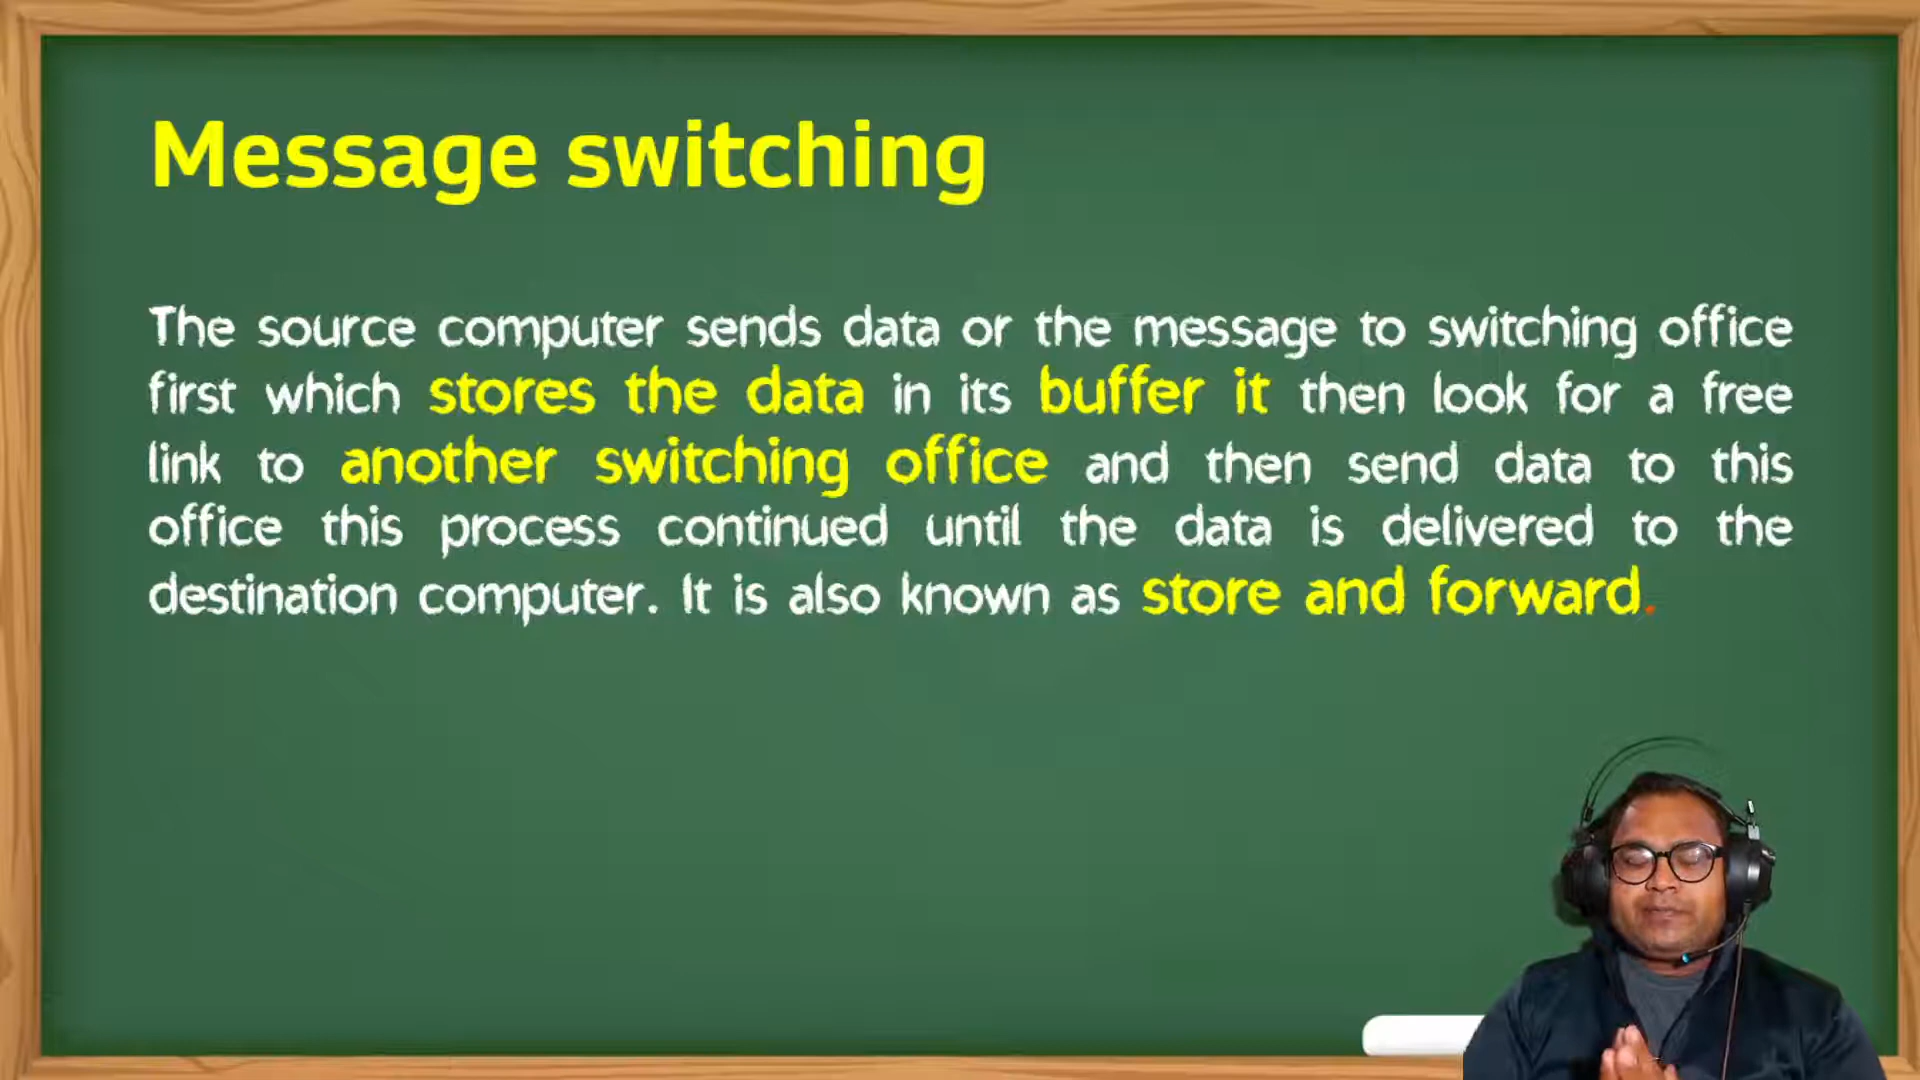 Message switching
The source computer sends data or the message to switching office
first which stores the data in its buffer it then look for a free
link to another switching office and then send data to this
office this process continued until the data is delivered to the
destination computer. It is also known as store and forward.